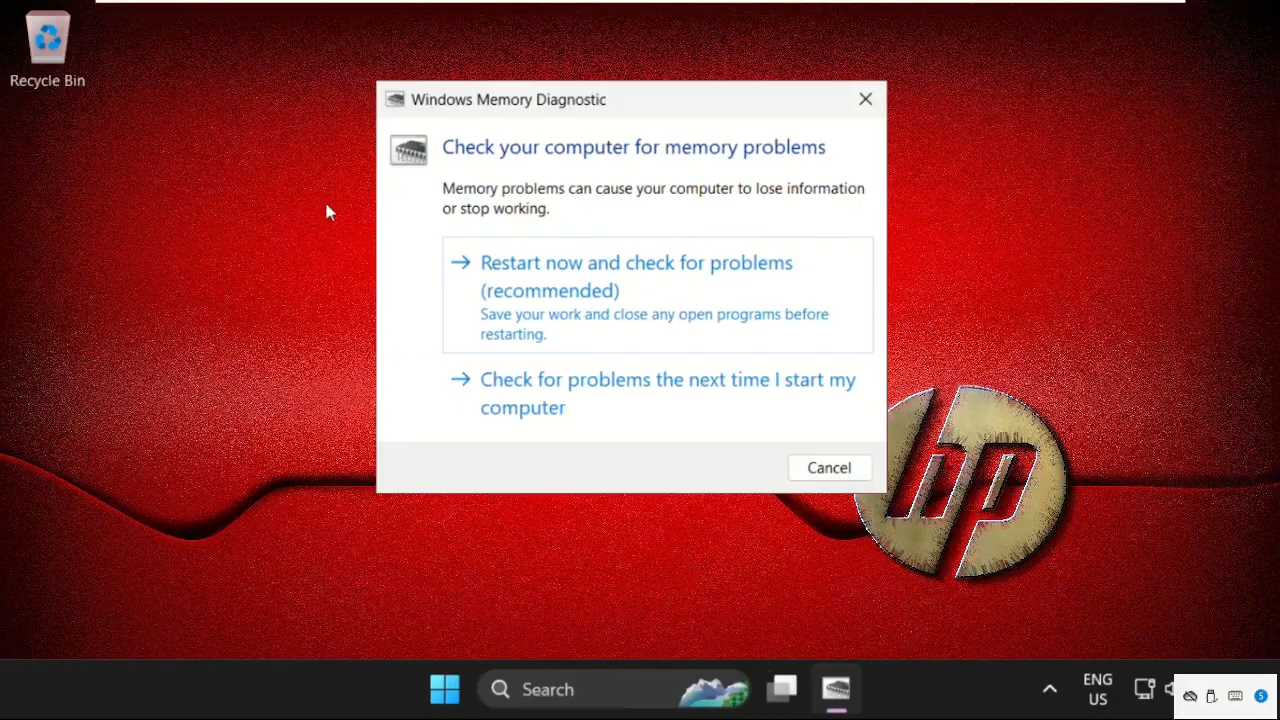 Recycle Bin
Windows Memory Diagnostic
Check your computer for memory problems
Memory problems can cause your computer to lose information
or stop working.
Restart now and check for problems
(recommended)
Save your work and close any open programs before
restarting.
Check for problems the next time I start my
computer
Cancel
hp
Search
ENG
US
5